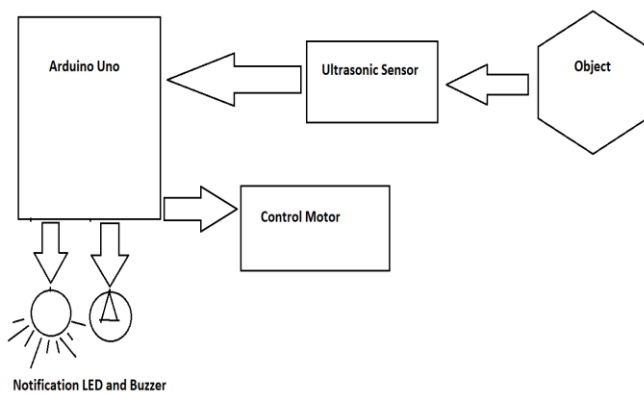 Arduino Uno
Ultrasonic Sensor
Object
Control Motor
Notification LED and Buzzer